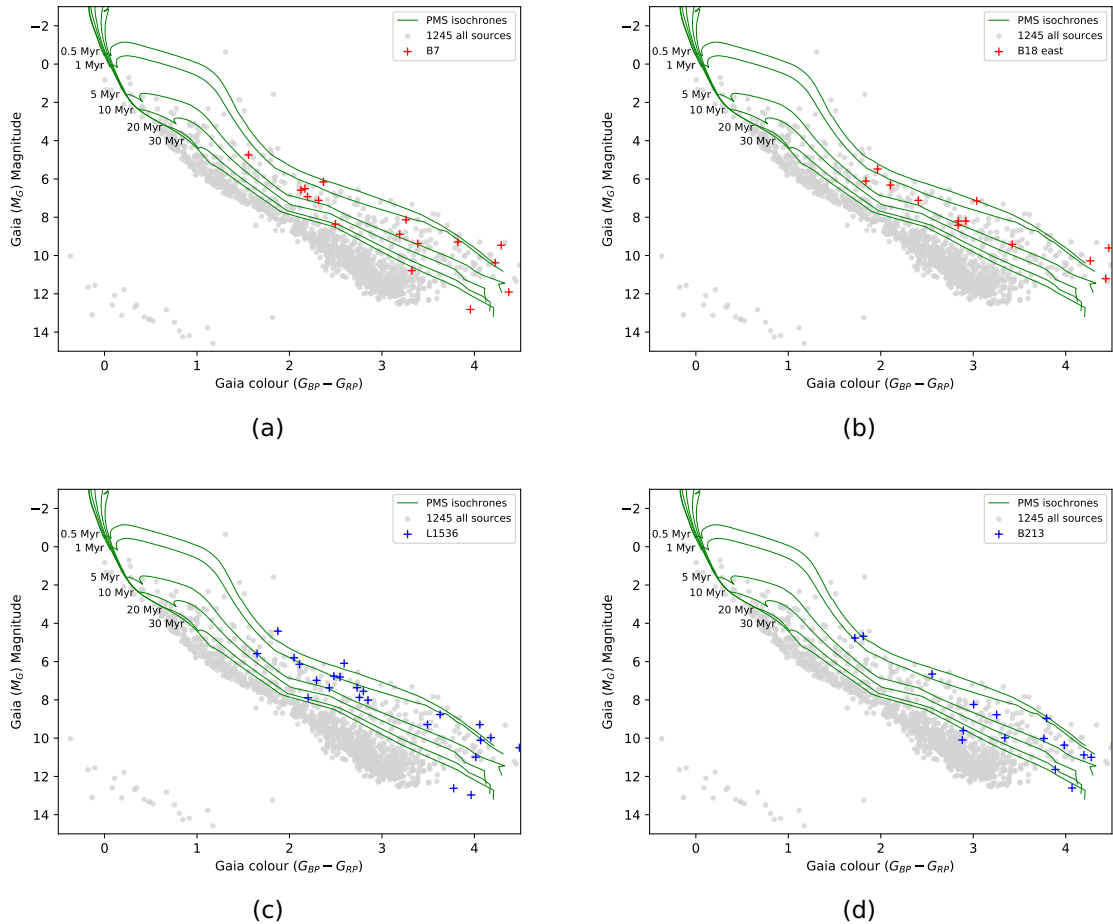 PMS isochrones
1245 all sources
B7
0.5 Myr
1 Myr
5 Myr
10 Myr
20 Myr
30 Myr
−2
0
2
4
6
8
10
12
14
Gaia (M_G) Magnitude
0 1 2 3 4
Gaia colour (G_BP − G_RP)
(a)
PMS isochrones
1245 all sources
B18 east
0.5 Myr
1 Myr
5 Myr
10 Myr
20 Myr
30 Myr
−2
0
2
4
6
8
10
12
14
Gaia (M_G) Magnitude
0 1 2 3 4
Gaia colour (G_BP − G_RP)
(b)
PMS isochrones
1245 all sources
L1536
0.5 Myr
1 Myr
5 Myr
10 Myr
20 Myr
30 Myr
−2
0
2
4
6
8
10
12
14
Gaia (M_G) Magnitude
0 1 2 3 4
Gaia colour (G_BP − G_RP)
(c)
PMS isochrones
1245 all sources
B213
0.5 Myr
1 Myr
5 Myr
10 Myr
20 Myr
30 Myr
−2
0
2
4
6
8
10
12
14
Gaia (M_G) Magnitude
0 1 2 3 4
Gaia colour (G_BP − G_RP)
(d)